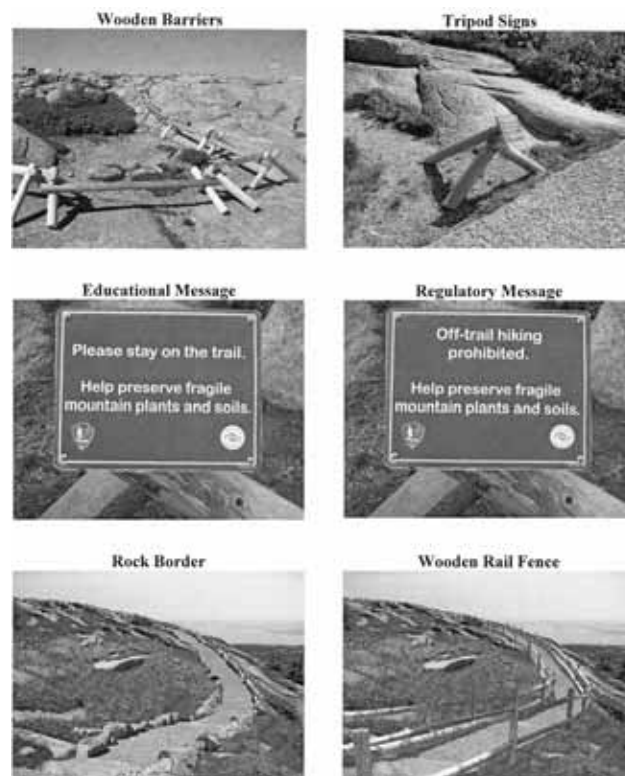 Wooden Barriers
Tripod Signs
Educational Message
Regulatory Message
Please stay on the trail.
Help preserve fragile
mountain plants and soils.
Off-trail hiking
prohibited.
Help preserve fragile
mountain plants and soils.
Rock Border
Wooden Rail Fence